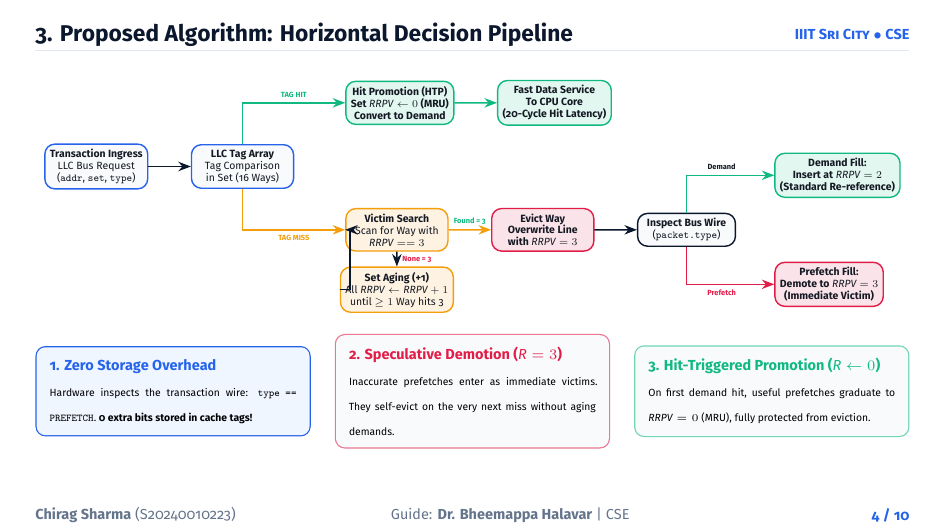 3. Proposed Algorithm: Horizontal Decision Pipeline
IIIT Sri City ● CSE
TAG HIT
Hit Promotion (HTP)
Set RRPV ← 0 (MRU)
Convert to Demand
Fast Data Service
To CPU Core
(20-Cycle Hit Latency)
Transaction Ingress
LLC Bus Request
(addr, set, type)
LLC Tag Array
Tag Comparison
in Set (16 Ways)
TAG MISS
Victim Search
Scan for Way with
RRPV == 3
Found = 3
None = 3
Set Aging (+1)
All RRPV ← RRPV + 1
until ≥ 1 Way hits 3
Evict Way
Overwrite Line
with RRPV = 3
Inspect Bus Wire
(packet.type)
Demand
Demand Fill:
Insert at RRPV = 2
(Standard Re-reference)
Prefetch
Prefetch Fill:
Demote to RRPV = 3
(Immediate Victim)
1. Zero Storage Overhead
Hardware inspects the transaction wire: type ==
PREFETCH. 0 extra bits stored in cache tags!
2. Speculative Demotion (R = 3)
Inaccurate prefetches enter as immediate victims.
They self-evict on the very next miss without aging
demands.
3. Hit-Triggered Promotion (R ← 0)
On first demand hit, useful prefetches graduate to
RRPV = 0 (MRU), fully protected from eviction.
Chirag Sharma (S20240010223)
Guide: Dr. Bheemappa Halavar | CSE
4 / 10